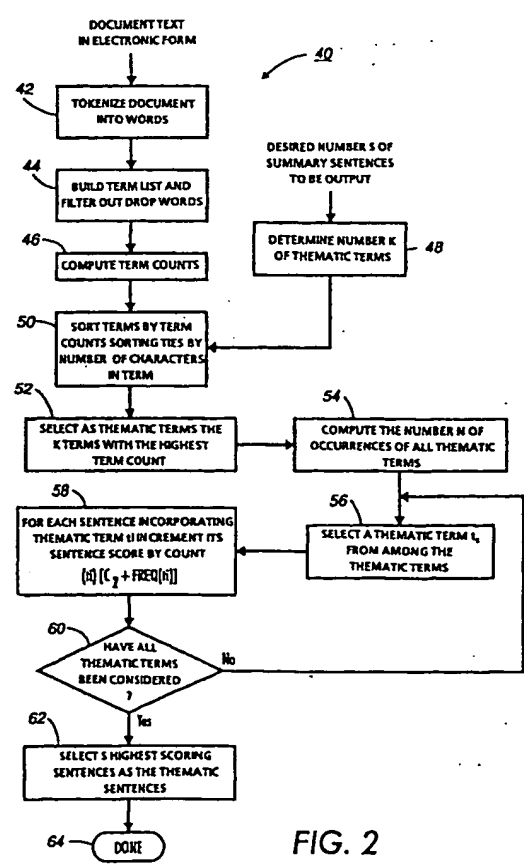 DOCUMENT TEXT
IN ELECTRONIC FORM
40
42
TOKENIZE DOCUMENT
INTO WORDS
44
BUILD TERM LIST AND
FILTER OUT DROP WORDS
DESIRED NUMBER S OF
SUMMARY SENTENCES
TO BE OUTPUT
46
COMPUTE TERM COUNTS
DETERMINE NUMBER K
OF THEMATIC TERMS
48
50
SORT TERMS BY TERM
COUNTS SORTING TIES BY
NUMBER OF CHARACTERS
IN TERM
52
SELECT AS THEMATIC TERMS THE
K TERMS WITH THE HIGHEST
TERM COUNT
54
COMPUTE THE NUMBER N OF
OCCURRENCES OF ALL THEMATIC
TERMS
56
SELECT A THEMATIC TERM ts
FROM AMONG THE
THEMATIC TERMS
58
FOR EACH SENTENCE INCORPORATING
THEMATIC TERM tl INCREMENT ITS
SENTENCE SCORE BY COUNT
[ti] [C2 + FREQ[ti]]
60
HAVE ALL
THEMATIC TERMS
BEEN CONSIDERED
?
No
Yes
62
SELECT S HIGHEST SCORING
SENTENCES AS THE THEMATIC
SENTENCES
64
DONE
FIG. 2